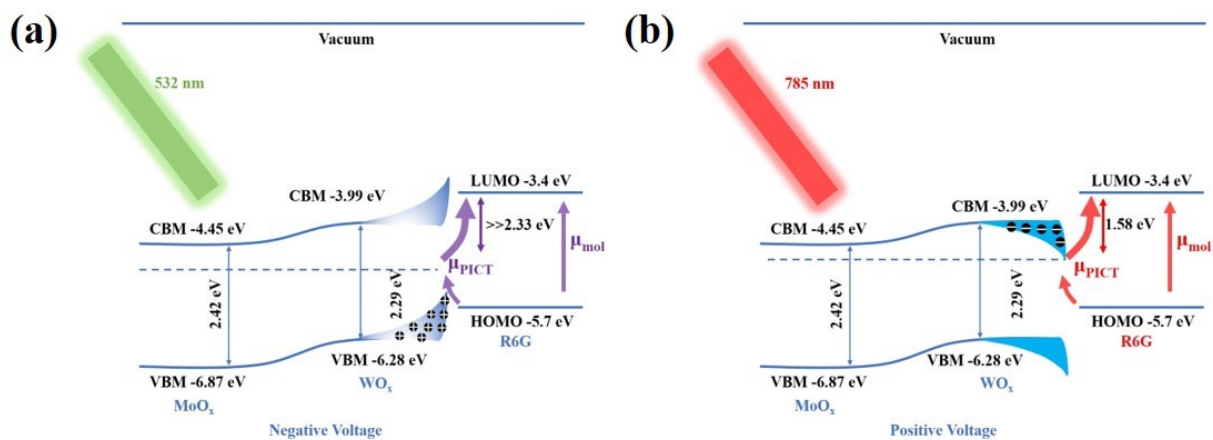 (a)
Vacuum
532 nm
LUMO -3.4 eV
CBM -3.99 eV
>>2.33 eV
CBM -4.45 eV
μmol
μPICT
2.42 eV
2.29 eV
HOMO -5.7 eV
R6G
VBM -6.28 eV
VBM -6.87 eV
WOx
MoOx
Negative Voltage
(b)
Vacuum
785 nm
LUMO -3.4 eV
CBM -3.99 eV
1.58 eV
CBM -4.45 eV
μmol
μPICT
2.42 eV
2.29 eV
HOMO -5.7 eV
R6G
VBM -6.28 eV
VBM -6.87 eV
WOx
MoOx
Positive Voltage